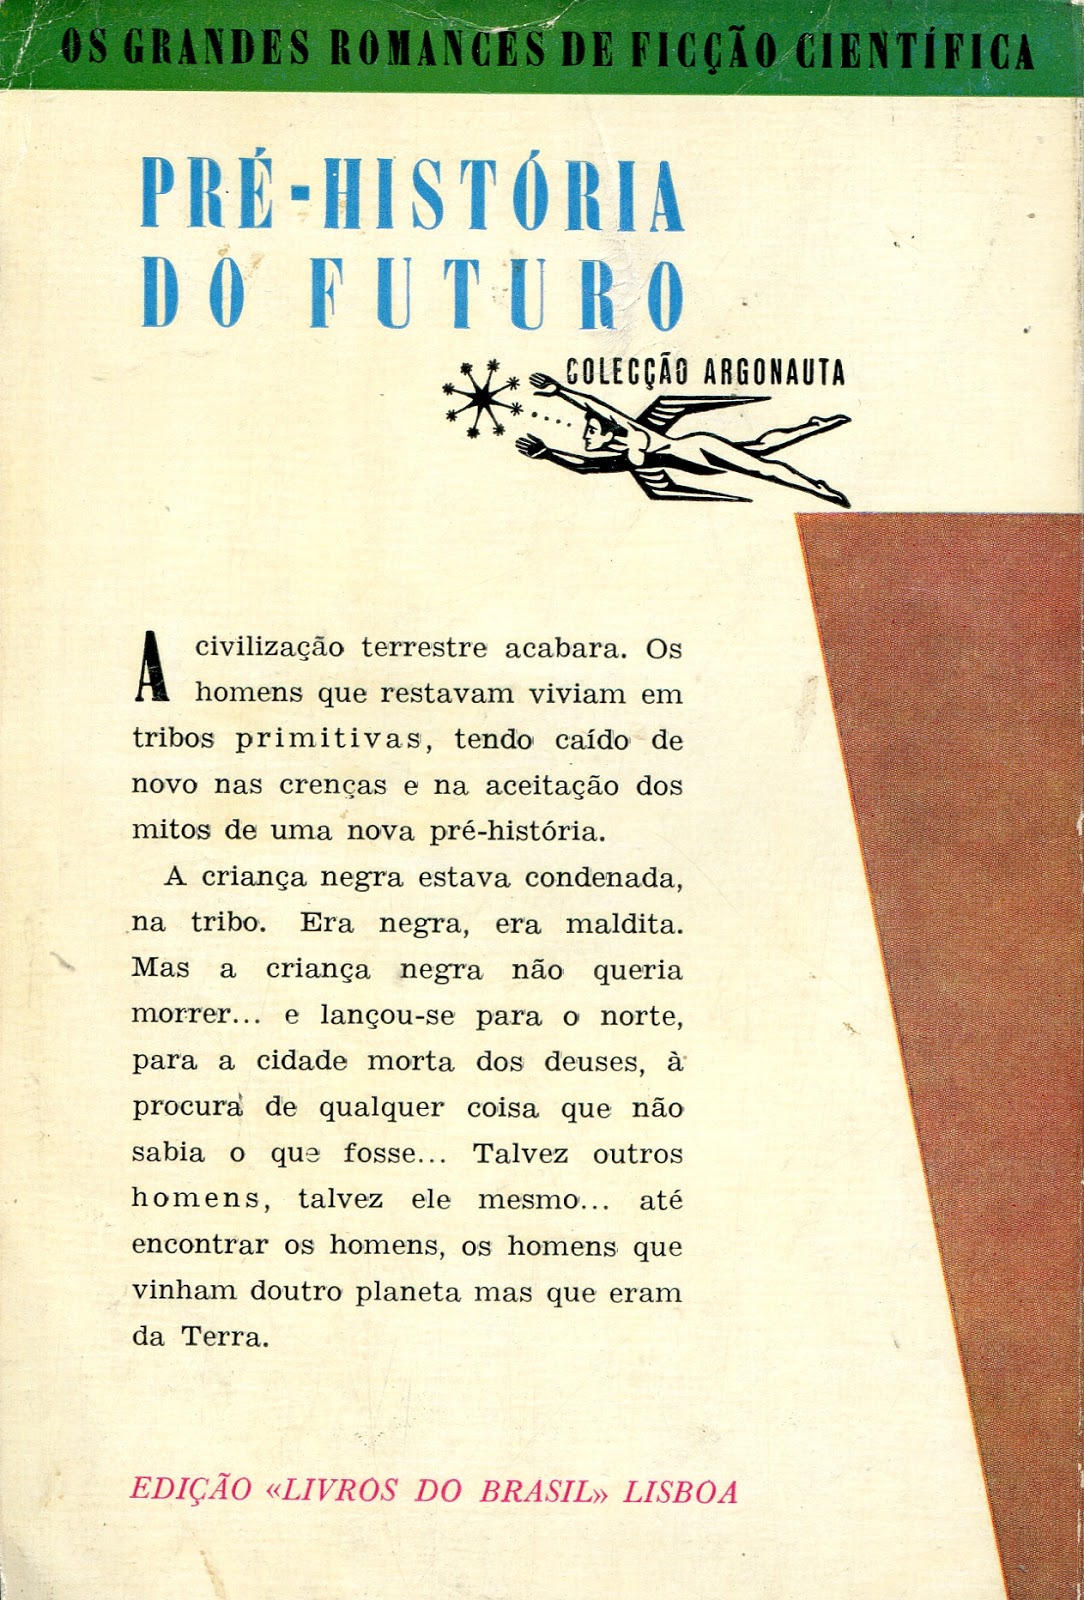 OS GRANDES ROMANCES DE FICÇÃO CIENTÍFICA
PRÉ-HISTÓRIA
DO FUTURO
COLECÇÃO ARGONAUTA
A civilização terrestre acabara. Os
homens que restavam viviam em
tribos primitivas, tendo caído de
novo nas crenças e na aceitação dos
mitos de uma nova pré-história.
A criança negra estava condenada,
na tribo. Era negra, era maldita.
Mas a criança negra não queria
morrer... e lançou-se para o norte,
para a cidade morta dos deuses, à
procura de qualquer coisa que não
sabia o que fosse... Talvez outros
homens, talvez ele mesmo... até
encontrar os homens, os homens que
vinham doutro planeta mas que eram
da Terra.
EDIÇÃO «LIVROS DO BRASIL» LISBOA